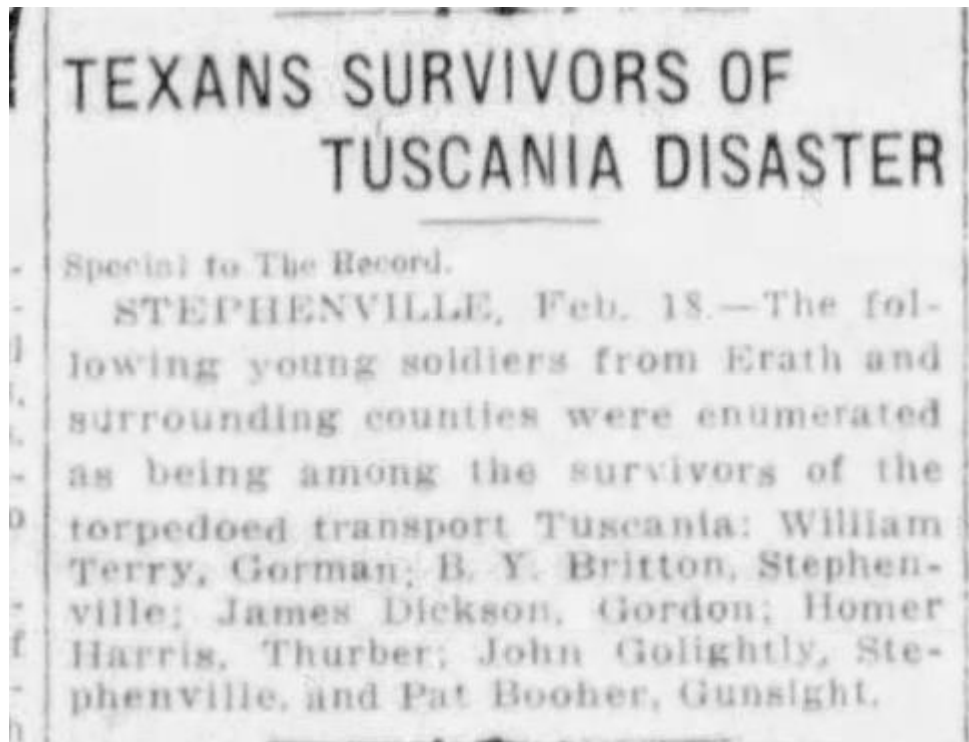 TEXANS SURVIVORS OF
TUSCANIA DISASTER
Special to The Record.
STEPHENVILLE, Feb. 18.—The fol-
lowing young soldiers from Erath and
surrounding counties were enumerated
as being among the survivors of the
torpedoed transport Tuscania: William
Terry, Gorman; B. Y. Britton, Stephen-
ville; James Dickson, Gordon; Homer
Harris, Thurber; John Golightly, Ste-
phenville, and Pat Booher, Gunsight.